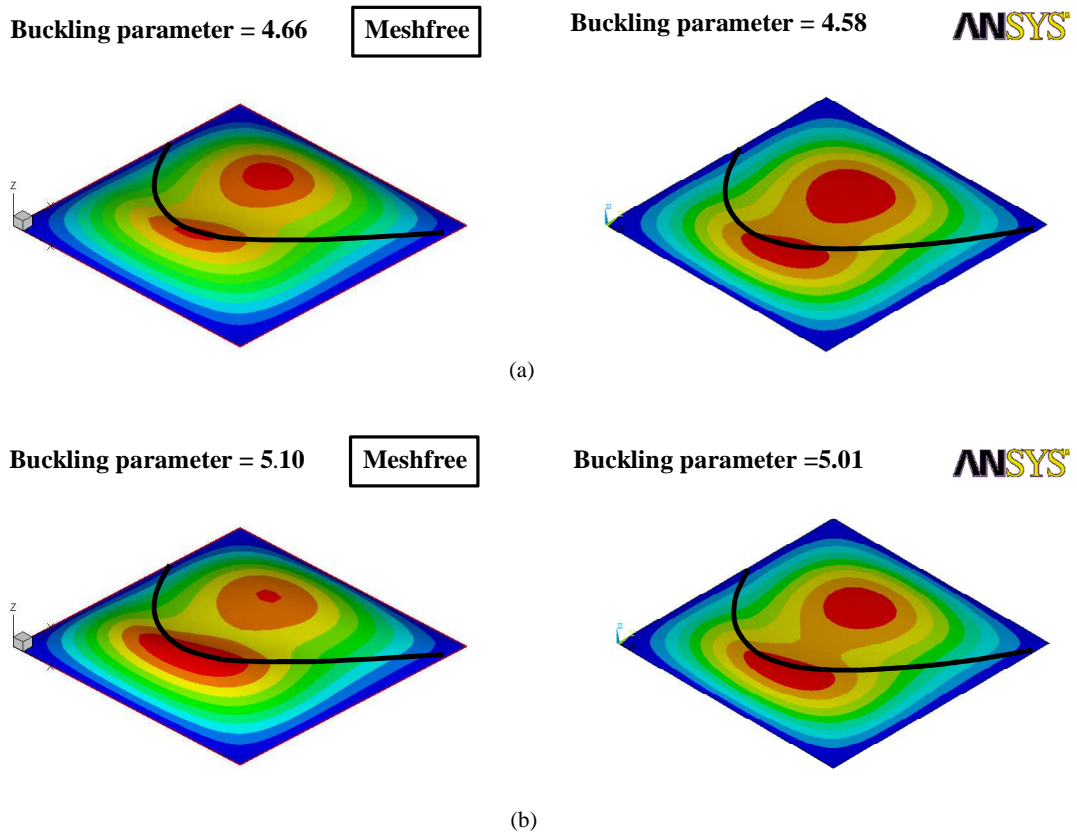 Buckling parameter = 4.66
Meshfree
Buckling parameter = 4.58
ANSYS
Z
X
(a)
Buckling parameter = 5.10
Meshfree
Buckling parameter =5.01
ANSYS
Z
X
(b)